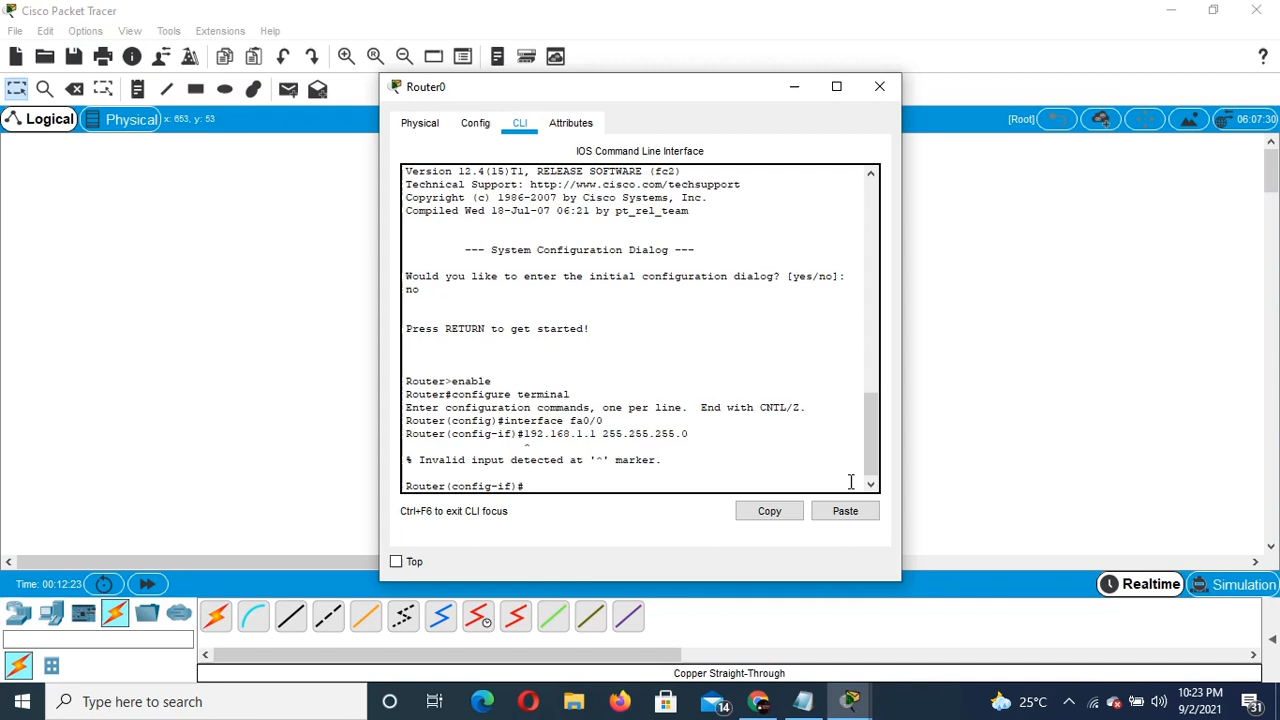 Cisco Packet Tracer
File Edit Options View Tools Extensions Help
Logical Physical x: 653, y: 53 [Root] 06:07:30
Router0
Physical Config CLI Attributes
IOS Command Line Interface
Version 12.4(15)T1, RELEASE SOFTWARE (fc2)
Technical Support: http://www.cisco.com/techsupport
Copyright (c) 1986-2007 by Cisco Systems, Inc.
Compiled Wed 18-Jul-07 06:21 by pt_rel_team
--- System Configuration Dialog ---
Would you like to enter the initial configuration dialog? [yes/no]:
no
Press RETURN to get started!
Router>enable
Router#configure terminal
Enter configuration commands, one per line.  End with CNTL/Z.
Router(config)#interface fa0/0
Router(config-if)#192.168.1.1 255.255.255.0
^
% Invalid input detected at '^' marker.
Router(config-if)#
Ctrl+F6 to exit CLI focus Copy Paste
Top
Time: 00:12:23 Realtime Simulation
Copper Straight-Through
Type here to search 14 25°C 10:23 PM
9/2/2021 31